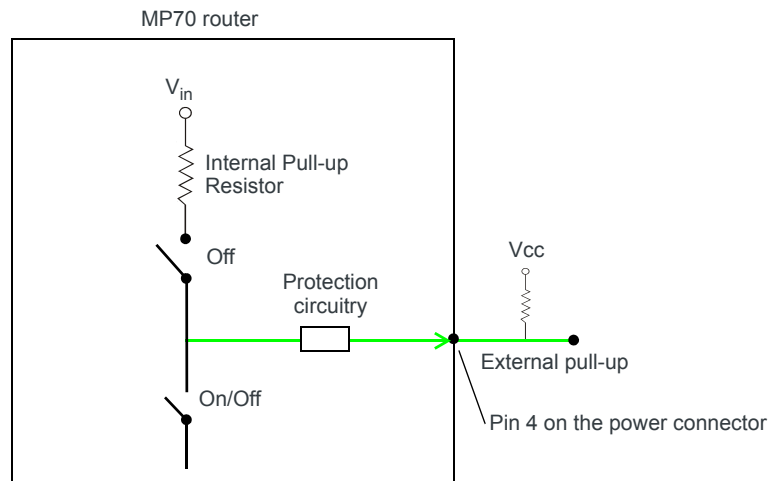 MP70 router
Vin
Internal Pull-up
Resistor
Off
Protection
circuitry
Vcc
External pull-up
On/Off
Pin 4 on the power connector